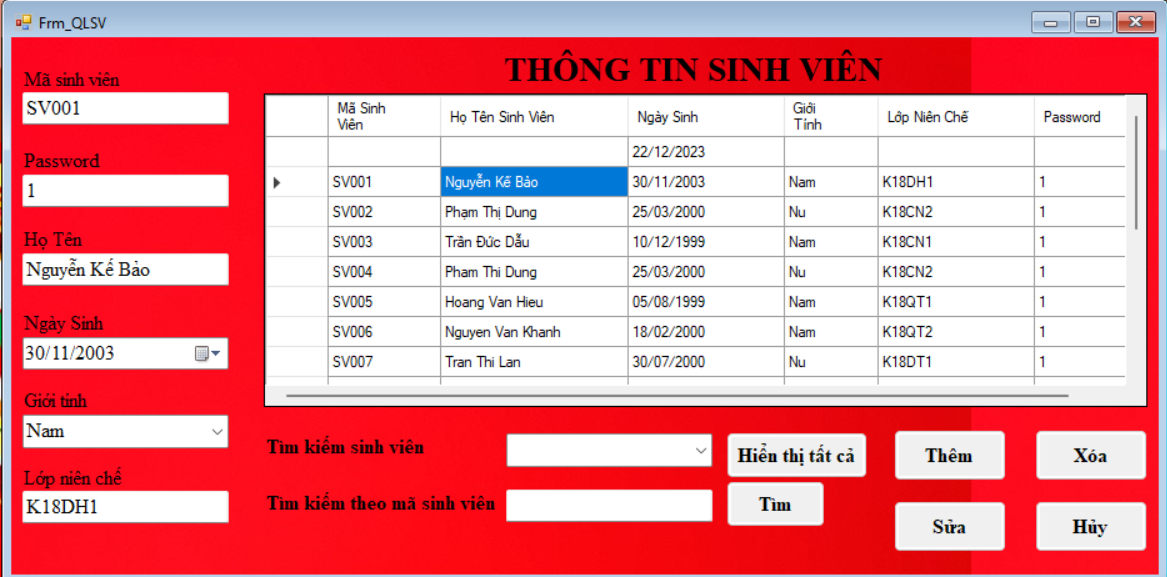 Frm_QLSV
THÔNG TIN SINH VIÊN
Mã sinh viên
SV001
Password
1
Họ Tên
Nguyễn Kế Bảo
Ngày Sinh
30/11/2003
Giới tính
Nam
Lớp niên chế
K18DH1
Mã Sinh Viên Họ Tên Sinh Viên Ngày Sinh Giới Tính Lớp Niên Chế Password
22/12/2023
SV001 Nguyễn Kế Bảo 30/11/2003 Nam K18DH1 1
SV002 Phạm Thị Dung 25/03/2000 Nu K18CN2 1
SV003 Trần Đức Dẫu 10/12/1999 Nam K18CN1 1
SV004 Pham Thi Dung 25/03/2000 Nu K18CN2 1
SV005 Hoang Van Hieu 05/08/1999 Nam K18QT1 1
SV006 Nguyen Van Khanh 18/02/2000 Nam K18QT2 1
SV007 Tran Thi Lan 30/07/2000 Nu K18DT1 1
Tìm kiếm sinh viên
Hiển thị tất cả
Thêm
Xóa
Tìm kiếm theo mã sinh viên
Tìm
Sửa
Hủy